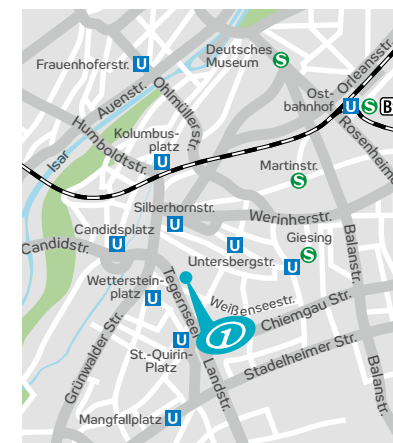 Deutsches
Museum
S
Frauenhoferstr.
U
Orleansstr.
Auenstr.
Ohlmüllerstr.
Ost-
bahnhof
U
S
Humboldtstr.
Kolumbus-
platz
U
Isar
Martinstr.
S
Silberhornstr.
U
Werinherstr.
Candidstr.
Candidplatz
U
U
Untersbergstr.
Giesing
S
U
Balanstr.
Wetterstein-
platz
U
Tegernseer
Landstr.
Weißenseestr.
Chiemgau Str.
1
Grünwalder Str.
St.-Quirin-
Platz
U
Stadelheimer Str.
Balanstr.
Mangfallplatz
U